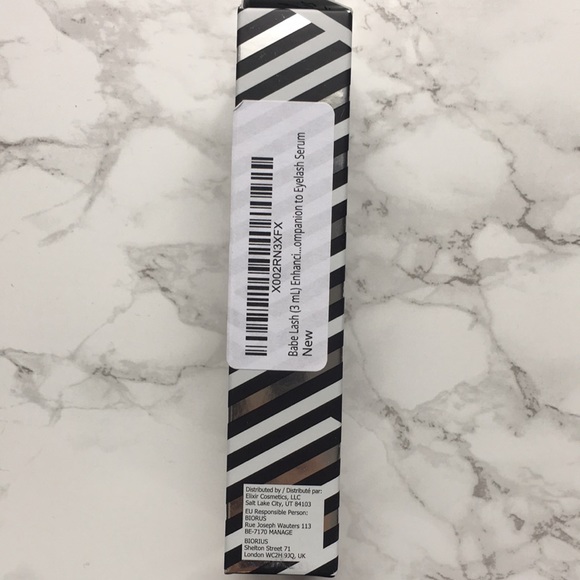 X002RN3XFX
Babe Lash (3 mL) Enhanci...ompanion to Eyelash Serum
New
Distributed by / Distribué par:
Elixir Cosmetics, LLC
Salt Lake City, UT 84103
EU Responsible Person:
BIORUS
Rue Joseph Wauters 113
BE-7170 MANAGE
BIORIUS
Shelton Street 71
London WC2H 9JQ, UK